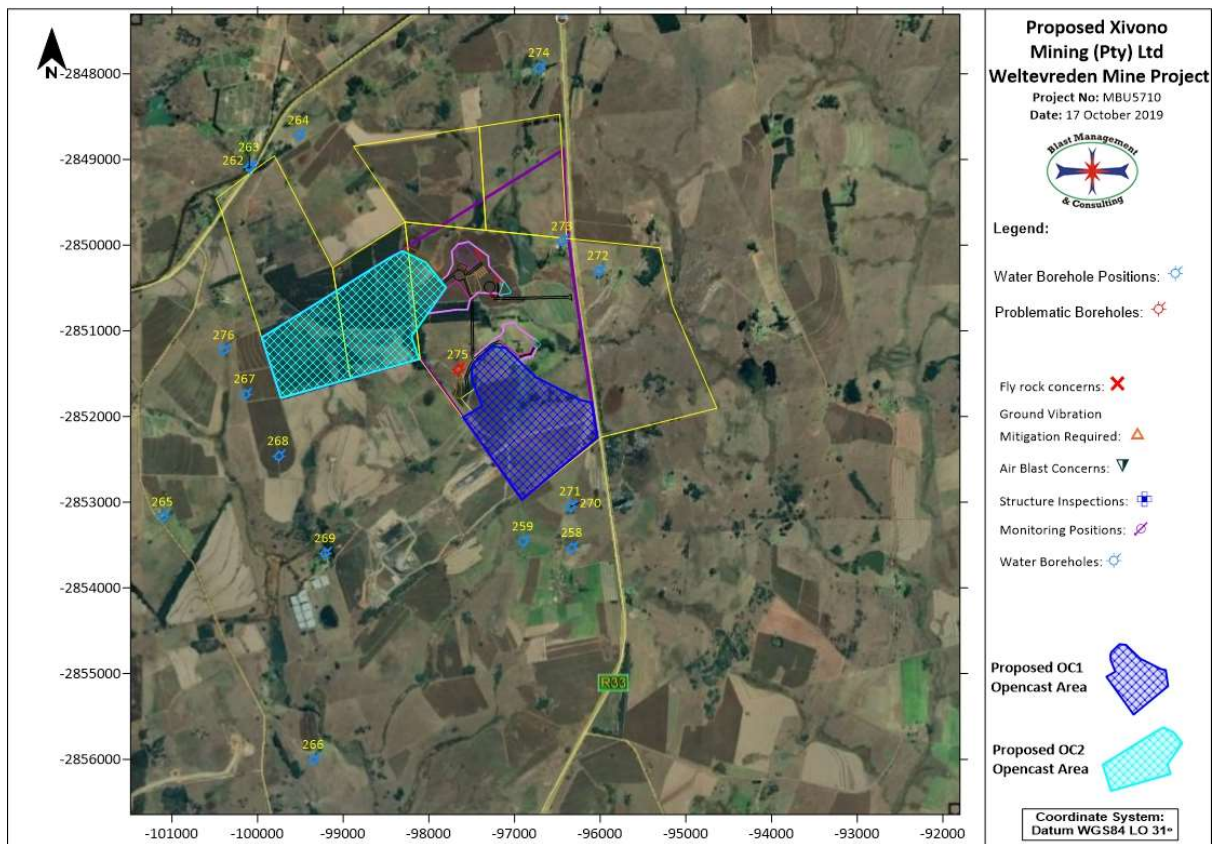 Proposed Xivono
Mining (Pty) Ltd
Weltevreden Mine Project
Project No: MBU5710
Date: 17 October 2019
Blast Management
& Consulting
Legend:
Water Borehole Positions:
Problematic Boreholes:
Fly rock concerns:
Ground Vibration
Mitigation Required:
Air Blast Concerns:
Structure Inspections:
Monitoring Positions:
Water Boreholes:
Proposed OC1
Opencast Area
Proposed OC2
Opencast Area
Coordinate System:
Datum WGS84 LO 31°
N
-2848000
-2849000
-2850000
-2851000
-2852000
-2853000
-2854000
-2855000
-2856000
-101000 -100000 -99000 -98000 -97000 -96000 -95000 -94000 -93000 -92000
274
264
263
262
273
272
276
275
267
268
271
270
265
259
258
269
R33
266